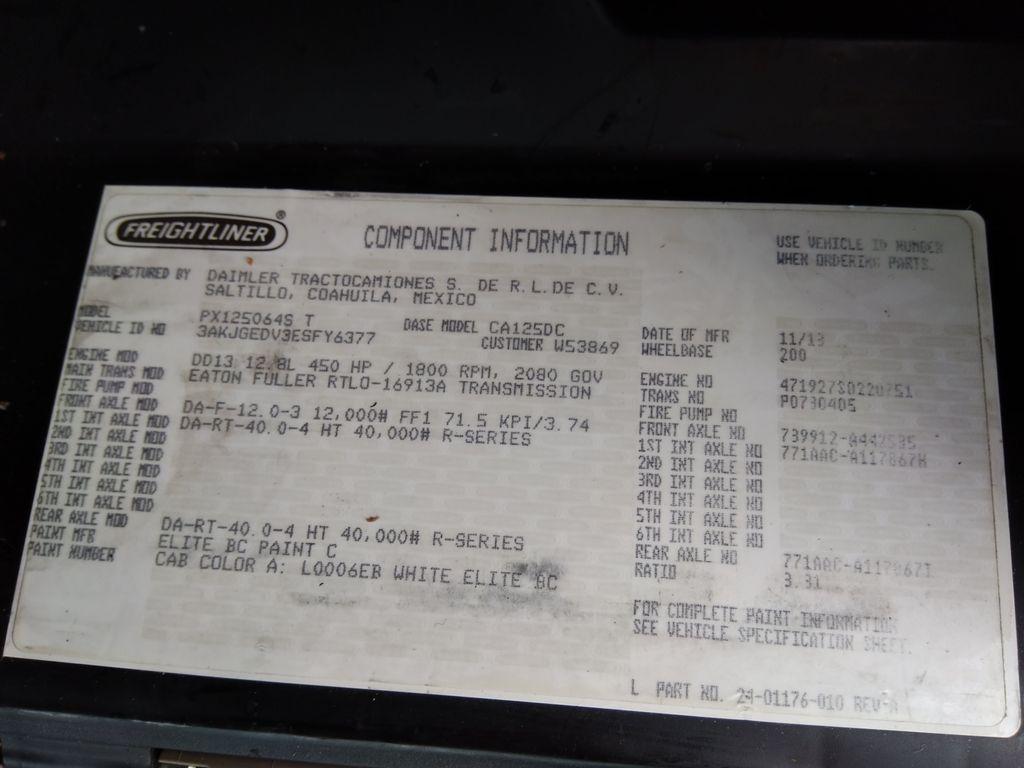 FREIGHTLINER ®
COMPONENT INFORMATION
USE VEHICLE ID NUMBER
WHEN ORDERING PARTS.
MANUFACTURED BY DAIMLER TRACTOCAMIONES S. DE R.L.DE C.V.
SALTILLO, COAHUILA, MEXICO
MODEL PX125064S T BASE MODEL CA125DC
VEHICLE ID NO 3AKJGEDV3ESFY6377 CUSTOMER W53869
DATE OF MFR 11/13
WHEELBASE 200
ENGINE MOD DD13 12.8L 450 HP / 1800 RPM, 2080 GOV
MAIN TRANS MOD EATON FULLER RTLO-16913A TRANSMISSION
FIRE PUMP MOD
FRONT AXLE MOD DA-F-12.0-3 12,000# FF1 71.5 KPI/3.74
1ST INT AXLE MOD DA-RT-40.0-4 HT 40,000# R-SERIES
2ND INT AXLE MOD
3RD INT AXLE MOD
4TH INT AXLE MOD
5TH INT AXLE MOD
6TH INT AXLE MOD
REAR AXLE MOD DA-RT-40.0-4 HT 40,000# R-SERIES
PAINT MFR ELITE BC PAINT C
PAINT NUMBER CAB COLOR A: L0006EB WHITE ELITE BC
ENGINE NO 471927S0220751
TRANS NO P0730405
FIRE PUMP NO
FRONT AXLE NO
1ST INT AXLE NO 771AAC-A117867H
2ND INT AXLE NO
3RD INT AXLE NO
4TH INT AXLE NO
5TH INT AXLE NO
6TH INT AXLE NO
REAR AXLE NO
RATIO 3.31
FOR COMPLETE PAINT INFORMATION
SEE VEHICLE SPECIFICATION SHEET.
L PART NO. 24-01176-010 REV-A